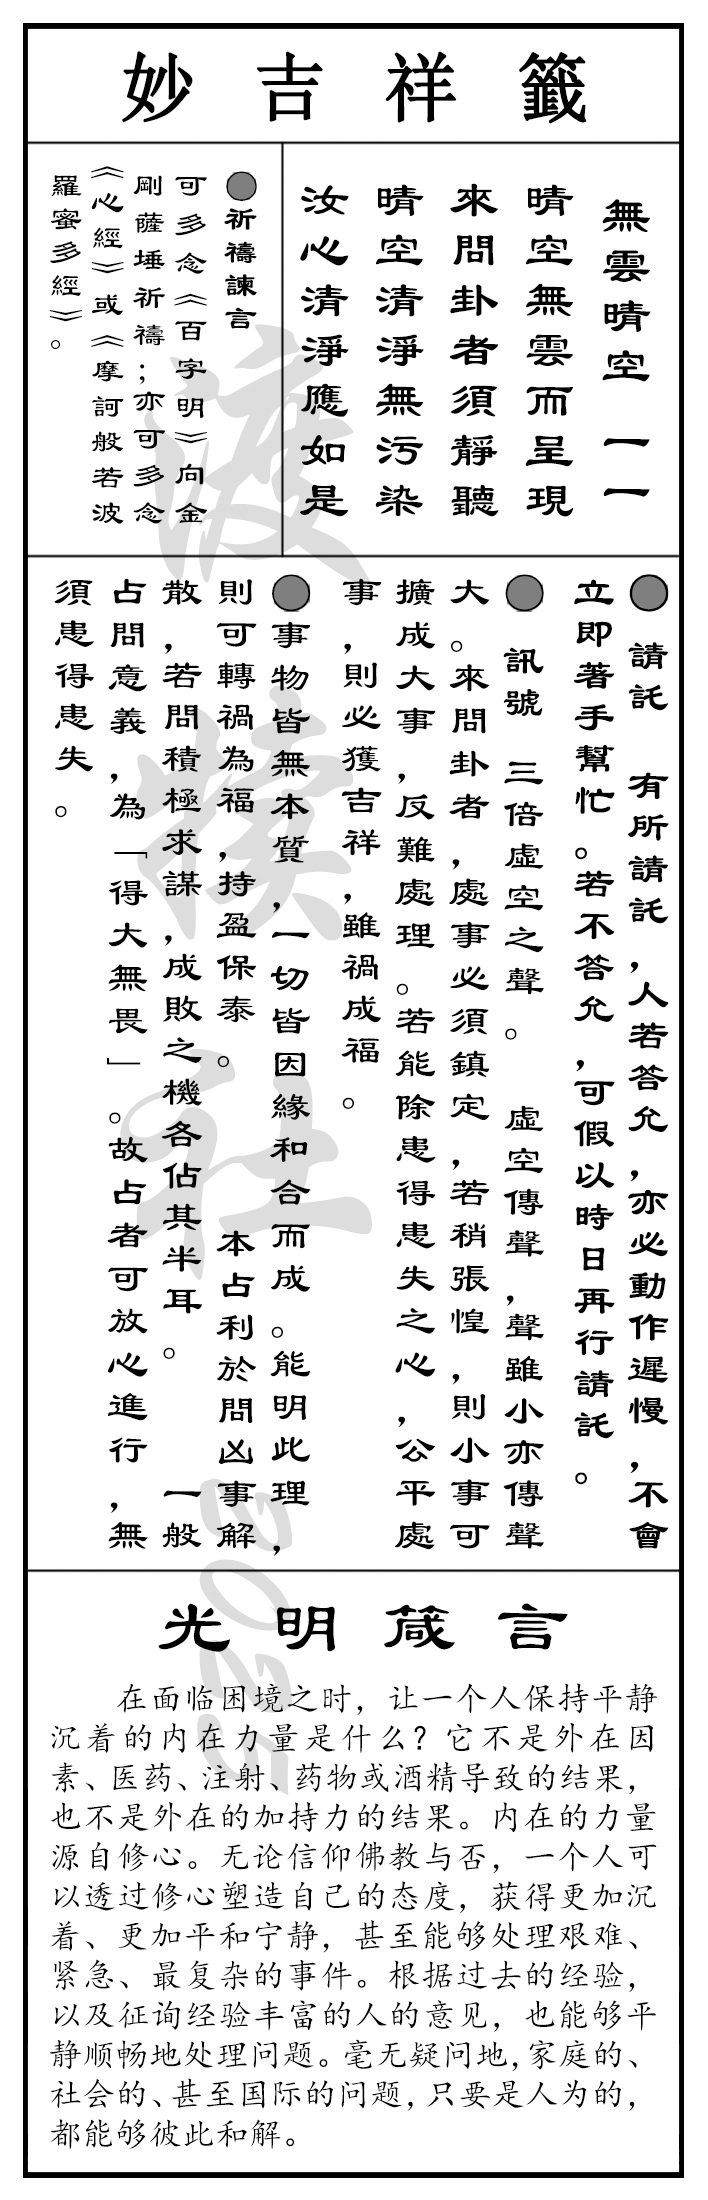 妙吉祥籤
無雲晴空 一一
晴空無雲而呈現
來問卦者須靜聽
晴空清淨無污染
汝心清淨應如是
●祈禱諫言
可多念《百字明》向金
剛薩埵祈禱;亦可多念
《心經》或《摩訶般若波
羅蜜多經》。
● 請託 有所請託,人若答允,亦必動作遲慢,不會
立即著手幫忙。若不答允,可假以時日再行請託。
● 訊號 三倍虛空之聲。 虛空傳聲,聲雖小亦傳聲
大。來問卦者,處事必須鎮定,若稍張惶,則小事可
擴成大事,反難處理。若能除患得患失之心,公平處
事,則必獲吉祥,雖禍成福。
●事物皆無本質,一切皆因緣和合而成。能明此理,
則可轉禍為福,持盈保泰。 本占利於問凶事解
散,若問積極求謀,成敗之機各佔其半耳。 一般
占問意義,為「得大無畏」。故占者可放心進行,無
須患得患失。
光明箴言
在面临困境之时,让一个人保持平静
沉着的内在力量是什么?它不是外在因
素、医药、注射、药物或酒精导致的结果,
也不是外在的加持力的结果。内在的力量
源自修心。无论信仰佛教与否,一个人可
以透过修心塑造自己的态度,获得更加沉
着、更加平和宁静,甚至能够处理艰难、
紧急、最复杂的事件。根据过去的经验,
以及征询经验丰富的人的意见,也能够平
静顺畅地处理问题。毫无疑问地,家庭的、
社会的、甚至国际的问题,只要是人为的,
都能够彼此和解。
渡犊社
2025